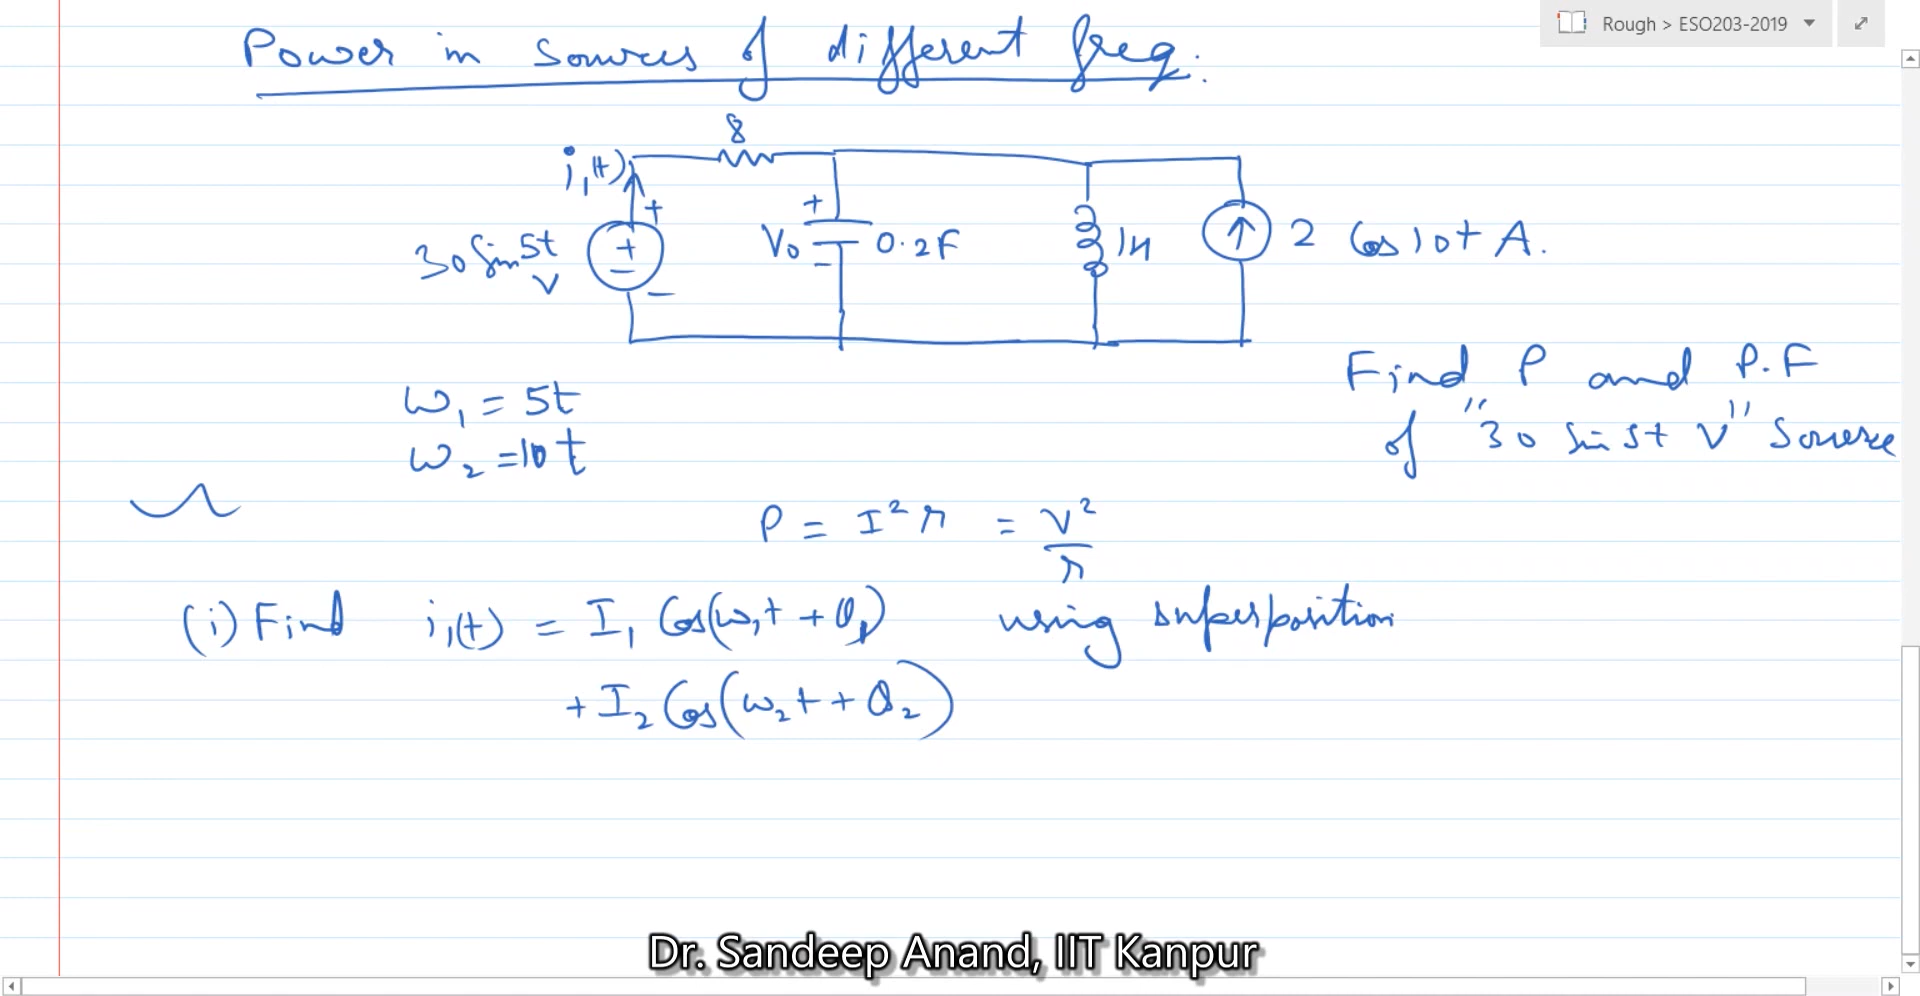 Rough > ESO203-2019
Power in Sources of different freq.
8
i₁(t)
+
30 Sin 5t V
+
-
-
+
V₀
-
0.2F
1H
2 Cos 10t A.
Find P and P.F
of "30 Sin 5t V" Source
ω₁ = 5t
ω₂ = 10t
P = I² r = V²/r
(i) Find i₁(t) = I₁ Cos(ω₁t + θ₁) using superposition
+ I₂ Cos(ω₂t + θ₂)
Dr. Sandeep Anand, IIT Kanpur